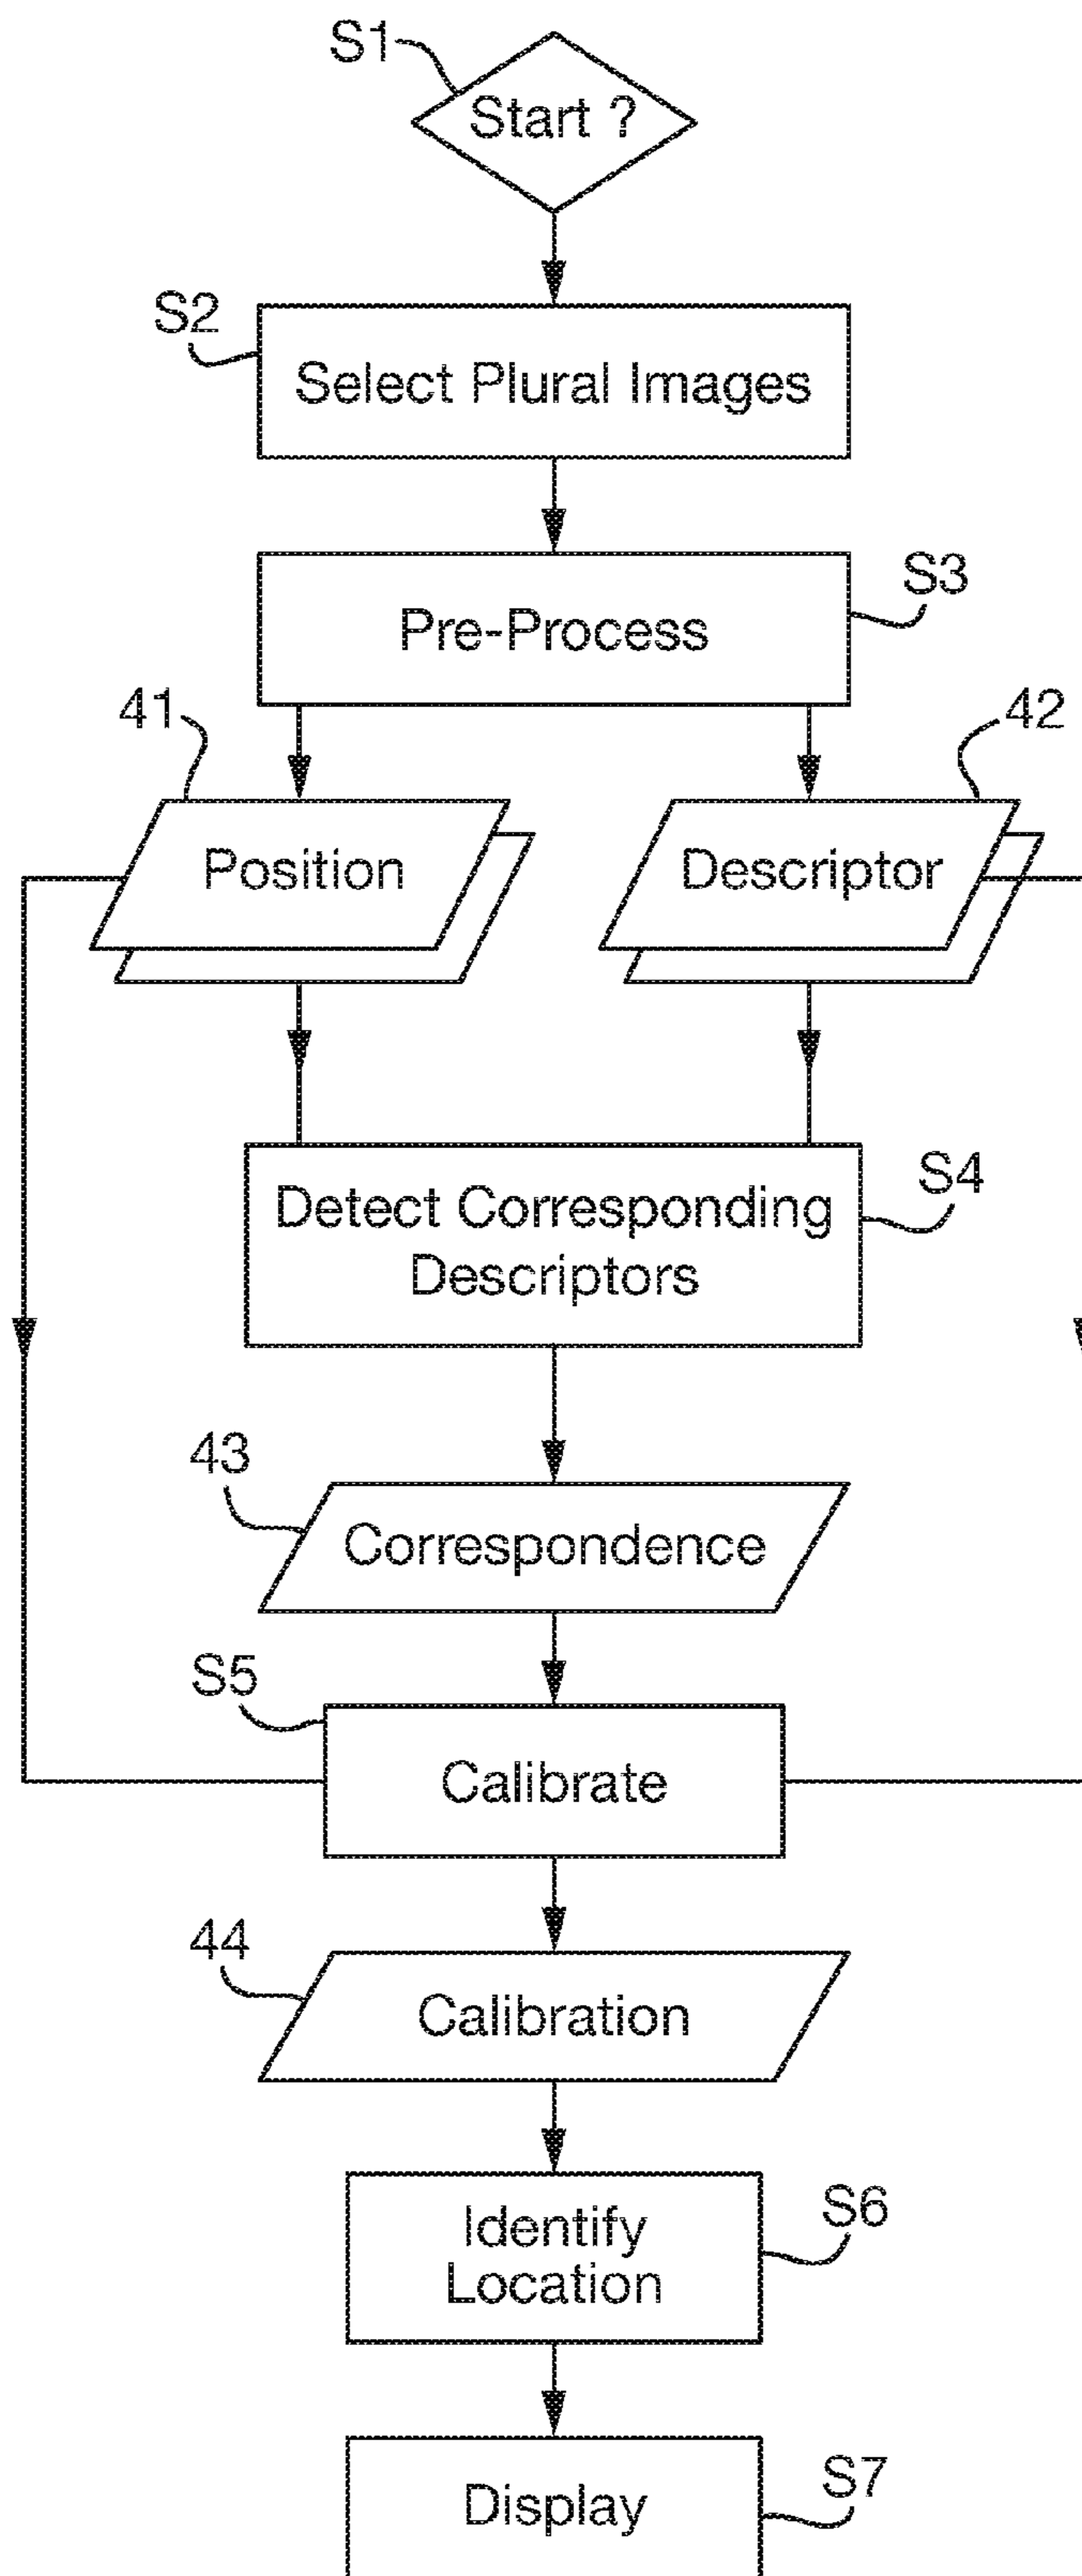 S1
Start ?
S2
Select Plural Images
S3
Pre-Process
41
42
Position
Descriptor
S4
Detect Corresponding
Descriptors
43
Correspondence
S5
Calibrate
44
Calibration
S6
Identify
Location
S7
Display